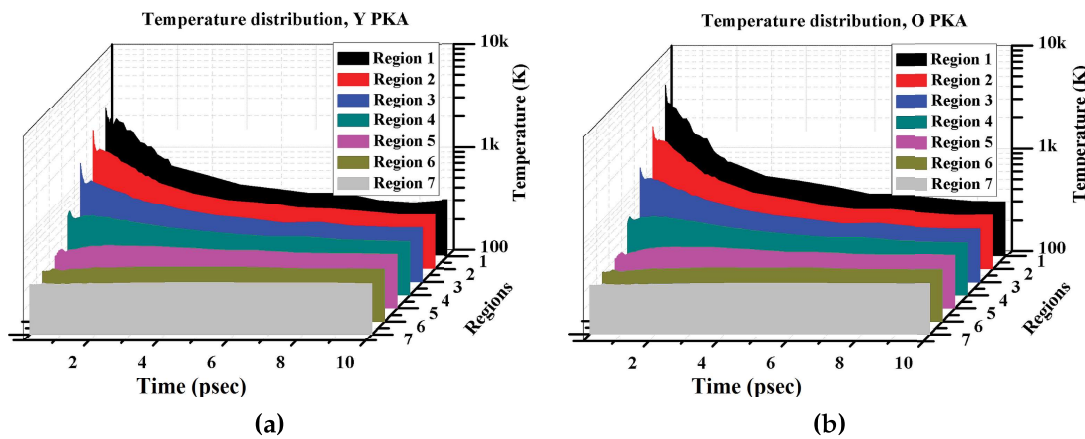 Temperature distribution, Y PKA
10k
Region 1
Region 2
Region 3
Region 4
Region 5
Region 6
Region 7
1k
Temperature (K)
100
1
2
3
4
5
6
7
Regions
2
4
6
8
10
Time (psec)
(a)
Temperature distribution, O PKA
10k
Region 1
Region 2
Region 3
Region 4
Region 5
Region 6
Region 7
1k
Temperature (K)
100
1
2
3
4
5
6
7
Regions
2
4
6
8
10
Time (psec)
(b)